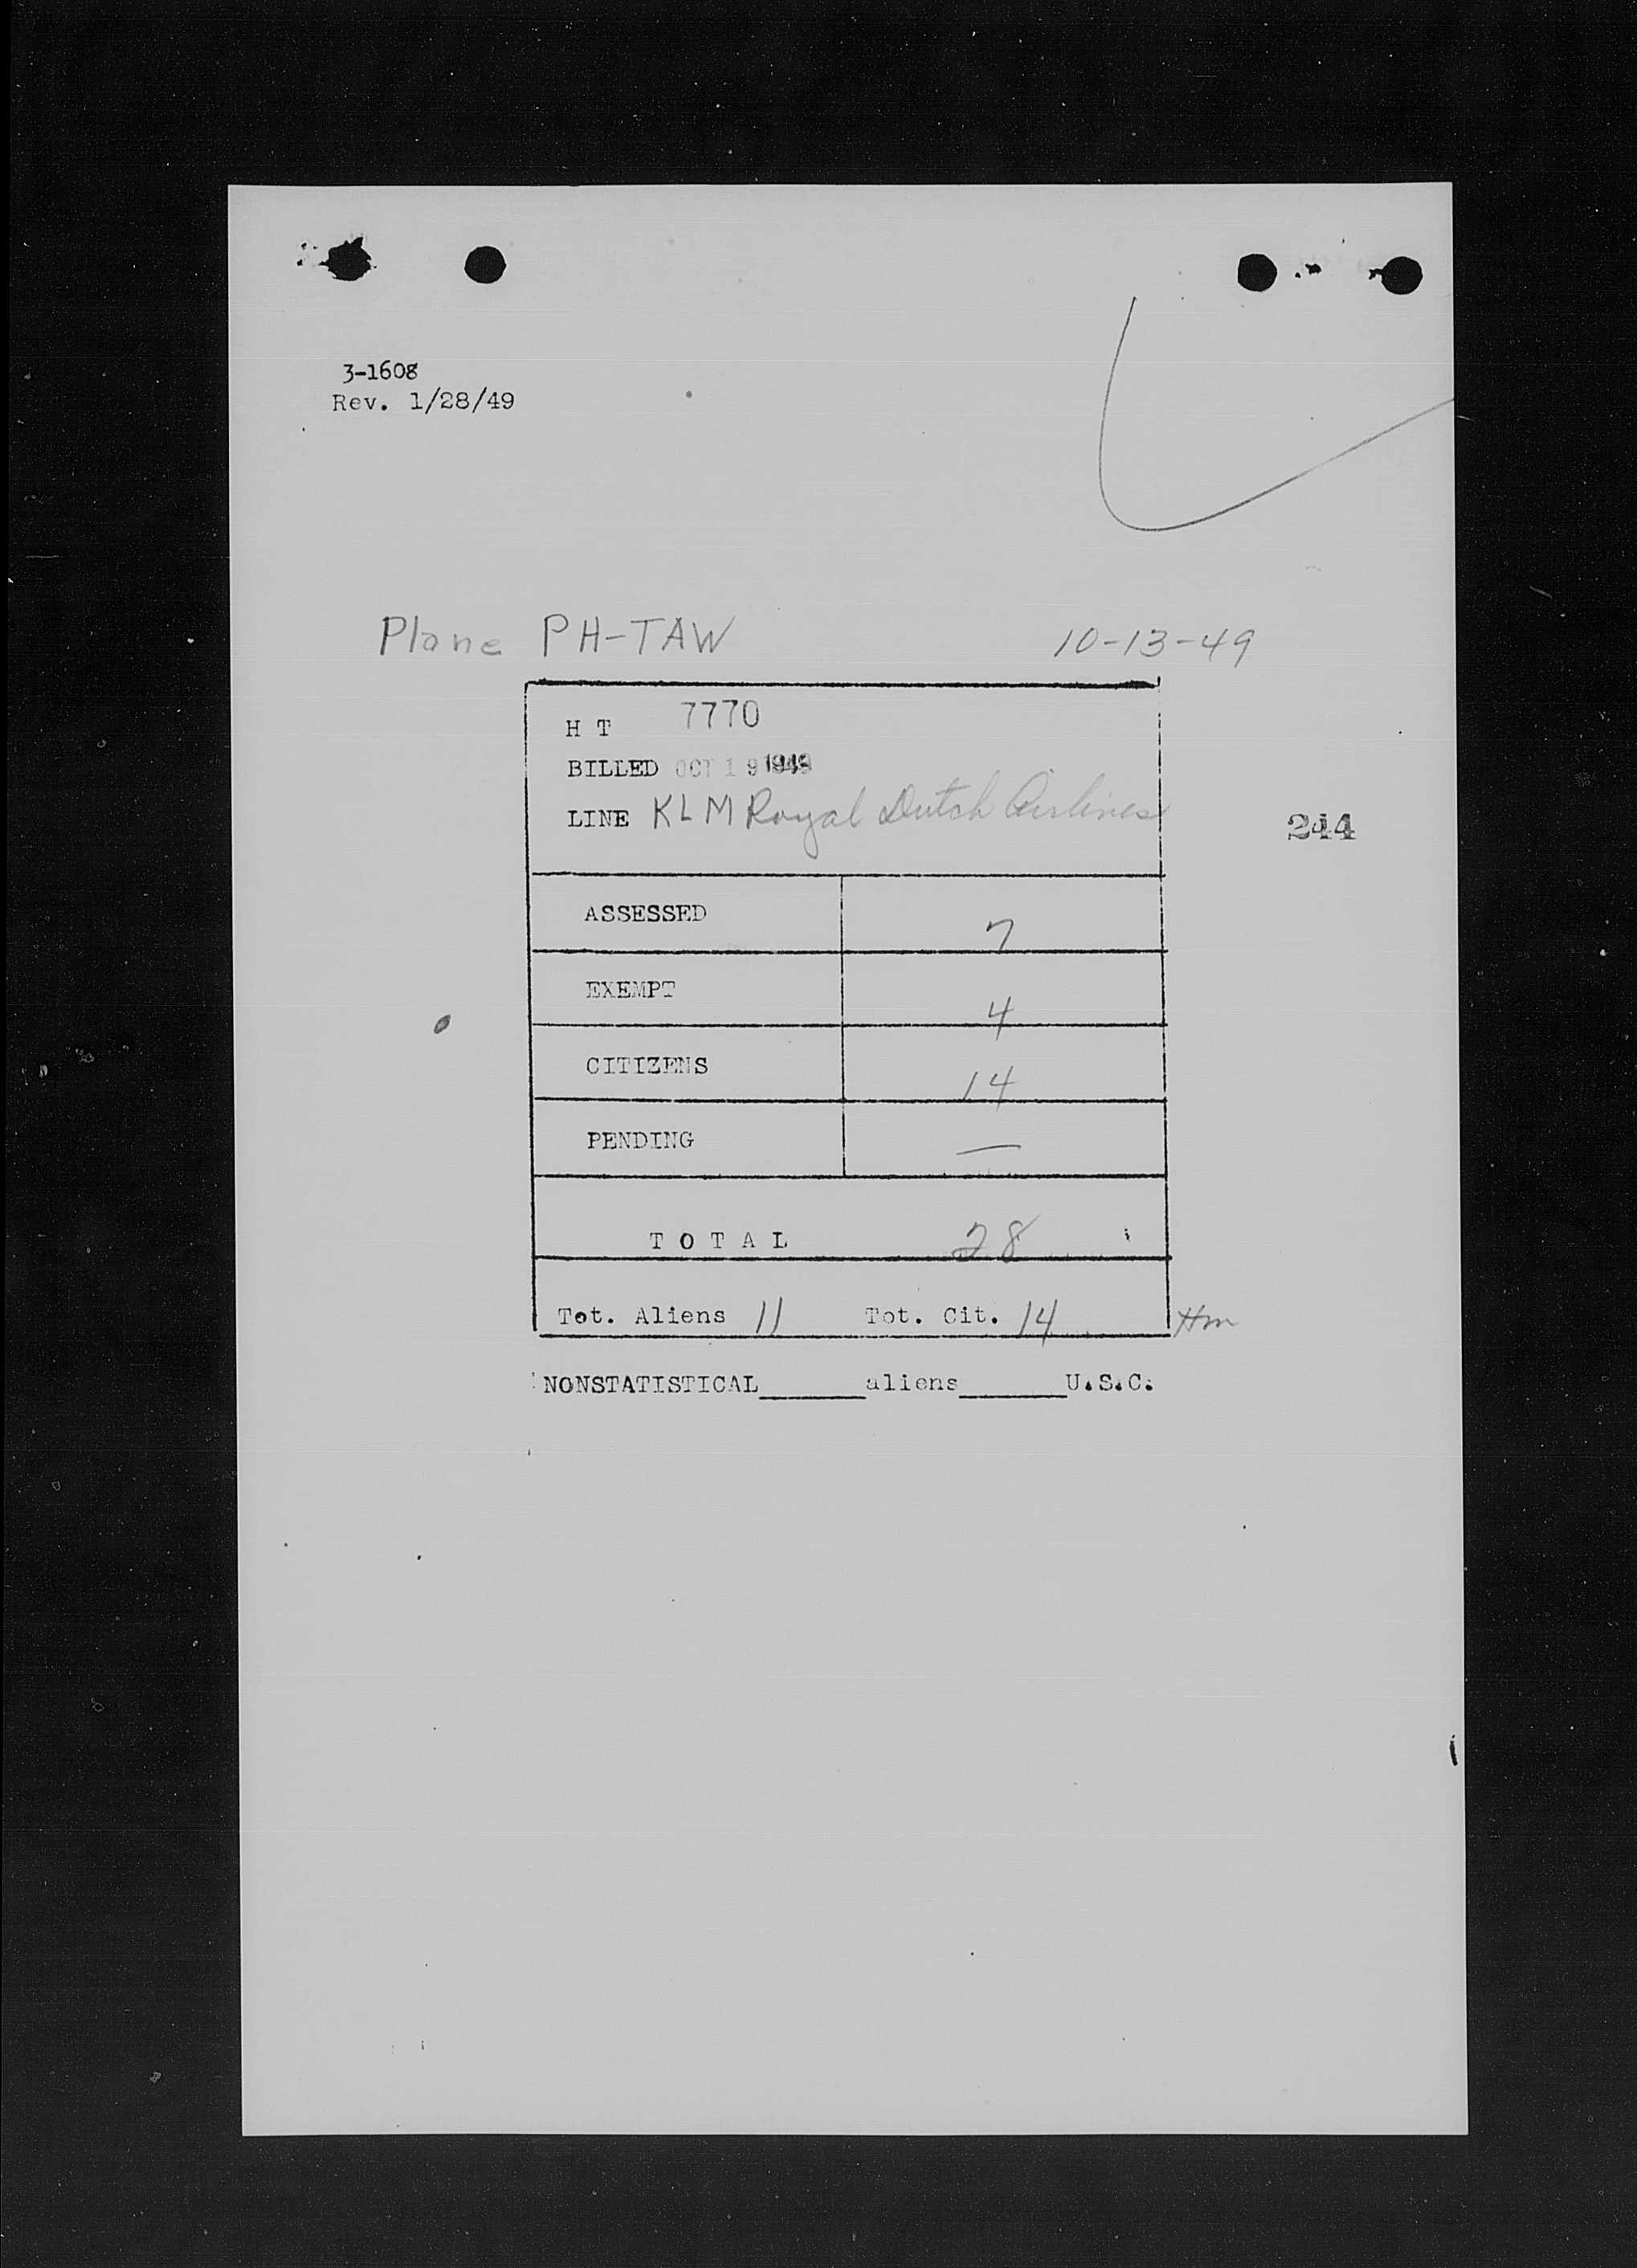 3-1608
Rev. 1/28/49
Plane PH-TAW 10-13-49
H T 7770
BILLED OCT 19 1949
LINE KLM Royal Dutch Airlines
244
ASSESSED 7
EXEMPT 4
CITIZENS 14
PENDING —
TOTAL 28
Tot. Aliens 11 Tot. Cit. 14 Hm
NONSTATISTICAL______aliens______U.S.C.